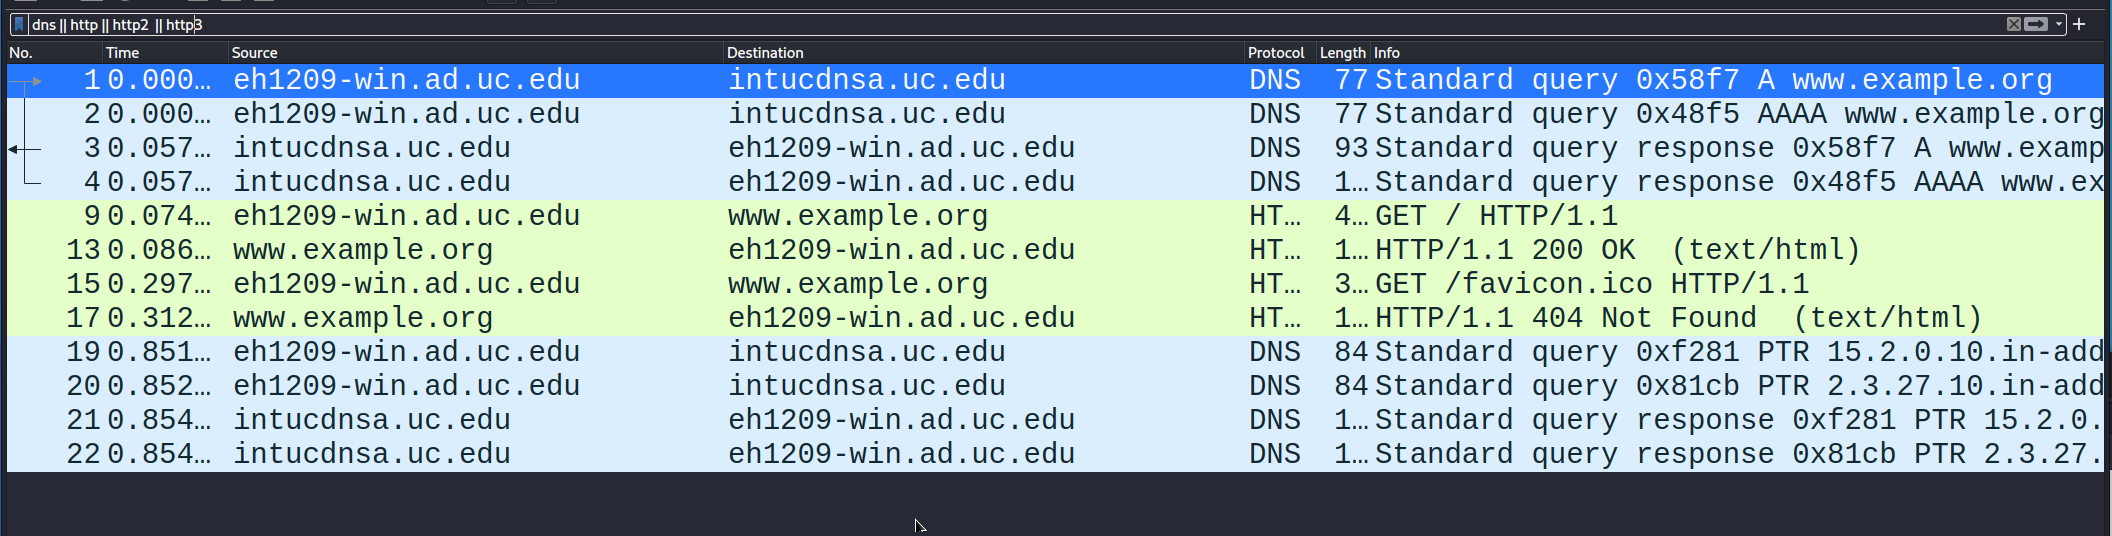 dns || http || http2 || http3
No. Time Source Destination Protocol Length Info
1 0.000… eh1209-win.ad.uc.edu intucdnsa.uc.edu DNS 77 Standard query 0x58f7 A www.example.org
2 0.000… eh1209-win.ad.uc.edu intucdnsa.uc.edu DNS 77 Standard query 0x48f5 AAAA www.example.org
3 0.057… intucdnsa.uc.edu eh1209-win.ad.uc.edu DNS 93 Standard query response 0x58f7 A www.examp
4 0.057… intucdnsa.uc.edu eh1209-win.ad.uc.edu DNS 1… Standard query response 0x48f5 AAAA www.ex
9 0.074… eh1209-win.ad.uc.edu www.example.org HT… 4… GET / HTTP/1.1
13 0.086… www.example.org eh1209-win.ad.uc.edu HT… 1… HTTP/1.1 200 OK (text/html)
15 0.297… eh1209-win.ad.uc.edu www.example.org HT… 3… GET /favicon.ico HTTP/1.1
17 0.312… www.example.org eh1209-win.ad.uc.edu HT… 1… HTTP/1.1 404 Not Found (text/html)
19 0.851… eh1209-win.ad.uc.edu intucdnsa.uc.edu DNS 84 Standard query 0xf281 PTR 15.2.0.10.in-add
20 0.852… eh1209-win.ad.uc.edu intucdnsa.uc.edu DNS 84 Standard query 0x81cb PTR 2.3.27.10.in-add
21 0.854… intucdnsa.uc.edu eh1209-win.ad.uc.edu DNS 1… Standard query response 0xf281 PTR 15.2.0.
22 0.854… intucdnsa.uc.edu eh1209-win.ad.uc.edu DNS 1… Standard query response 0x81cb PTR 2.3.27.